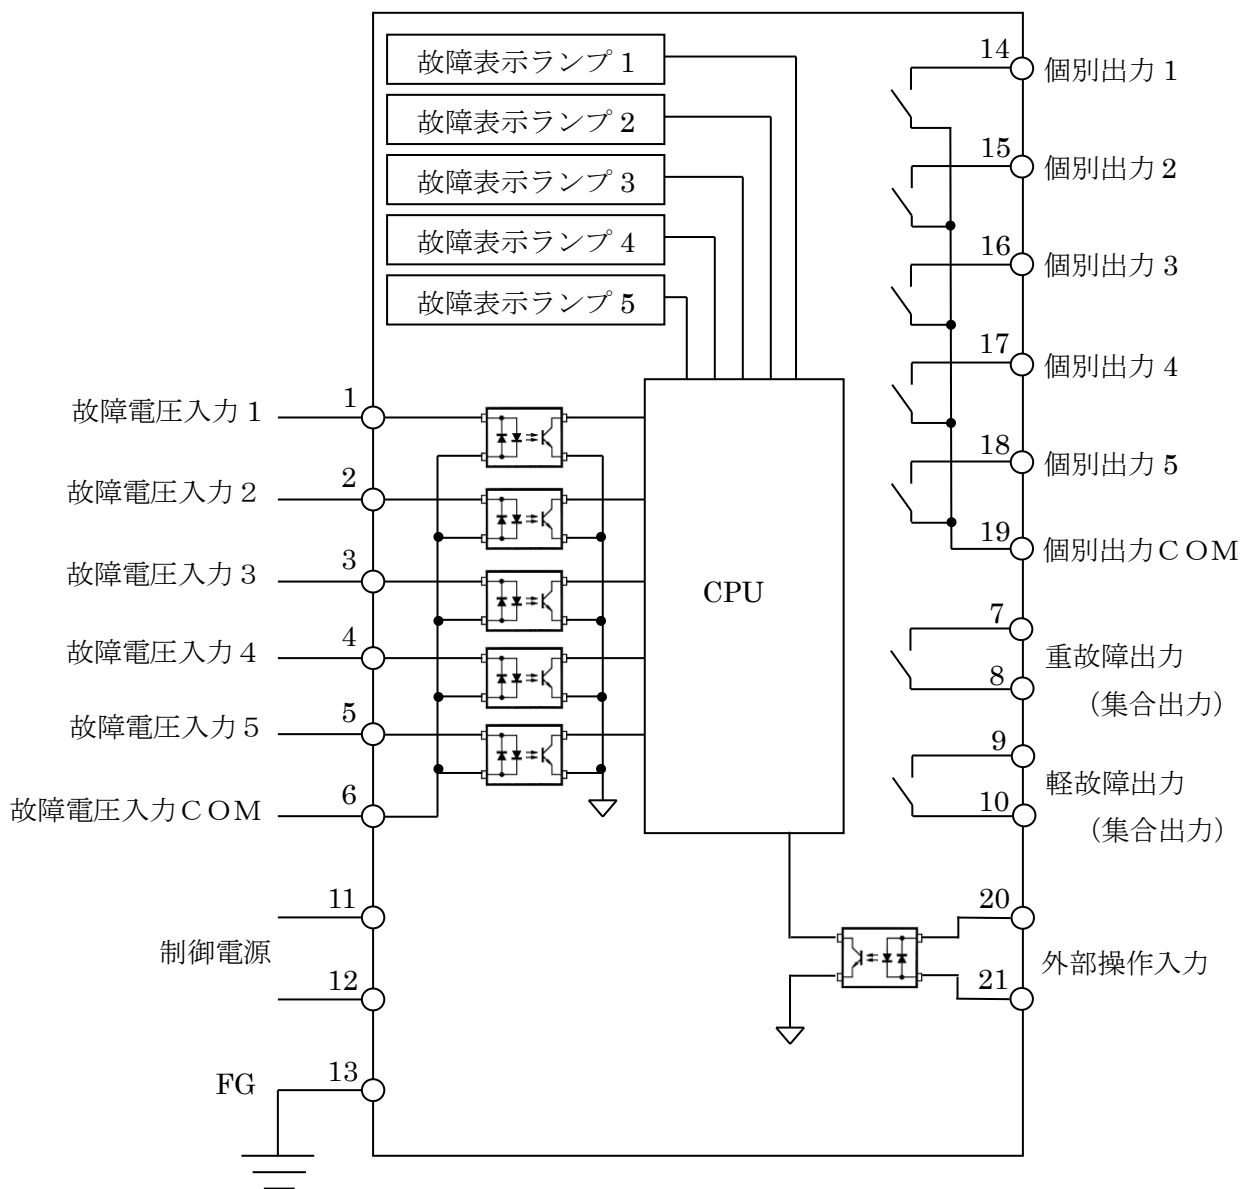 故障表示ランプ 1
故障表示ランプ 2
故障表示ランプ 3
故障表示ランプ 4
故障表示ランプ 5
故障電圧入力 1
1
故障電圧入力２
2
故障電圧入力３
3
故障電圧入力４
4
故障電圧入力５
5
故障電圧入力ＣＯＭ
6
制御電源
11
12
FG
13
CPU
14
個別出力 1
15
個別出力 2
16
個別出力 3
17
個別出力 4
18
個別出力 5
19
個別出力ＣＯＭ
7
重故障出力
8
（集合出力）
9
軽故障出力
10
（集合出力）
20
外部操作入力
21